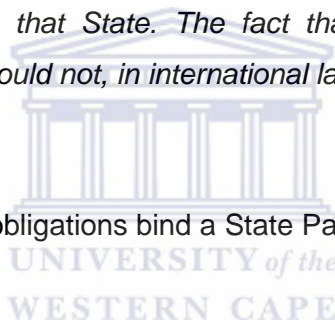 that State. The fact tha
ould not, in international la
obligations bind a State Pa
UNIVERSITY of the
WESTERN CAPE